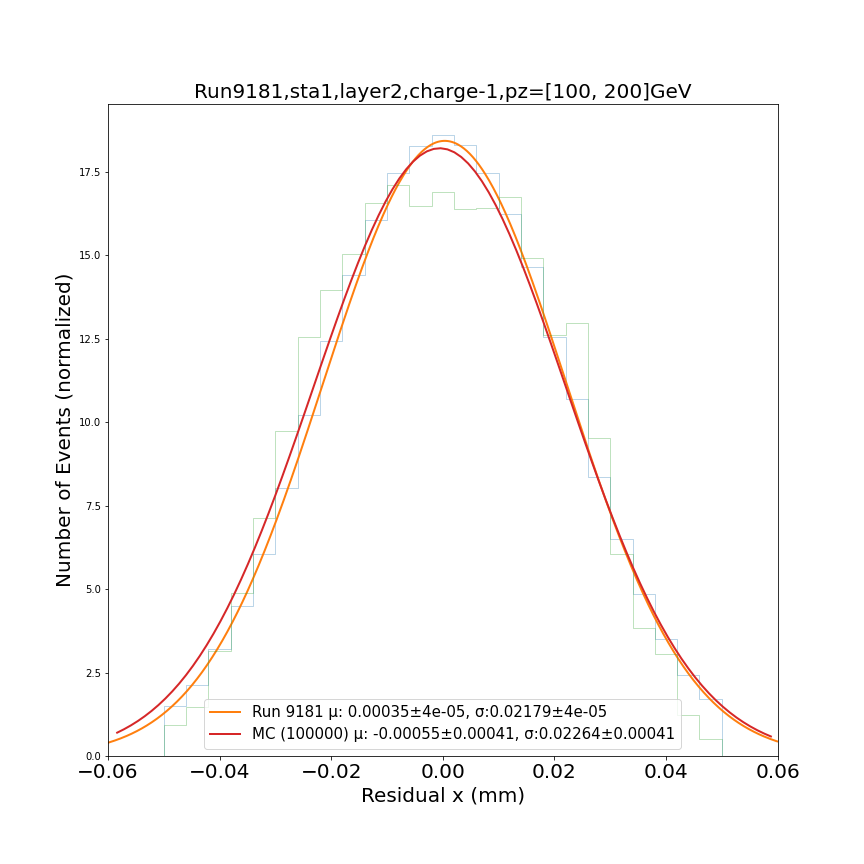 Run9181,sta1,layer2,charge-1,pz=[100, 200]GeV
Number of Events (normalized)
17.5
15.0
12.5
10.0
7.5
5.0
2.5
0.0
Run 9181 μ: 0.00035±4e-05, σ:0.02179±4e-05
MC (100000) μ: -0.00055±0.00041, σ:0.02264±0.00041
−0.06 −0.04 −0.02 0.00 0.02 0.04 0.06
Residual x (mm)